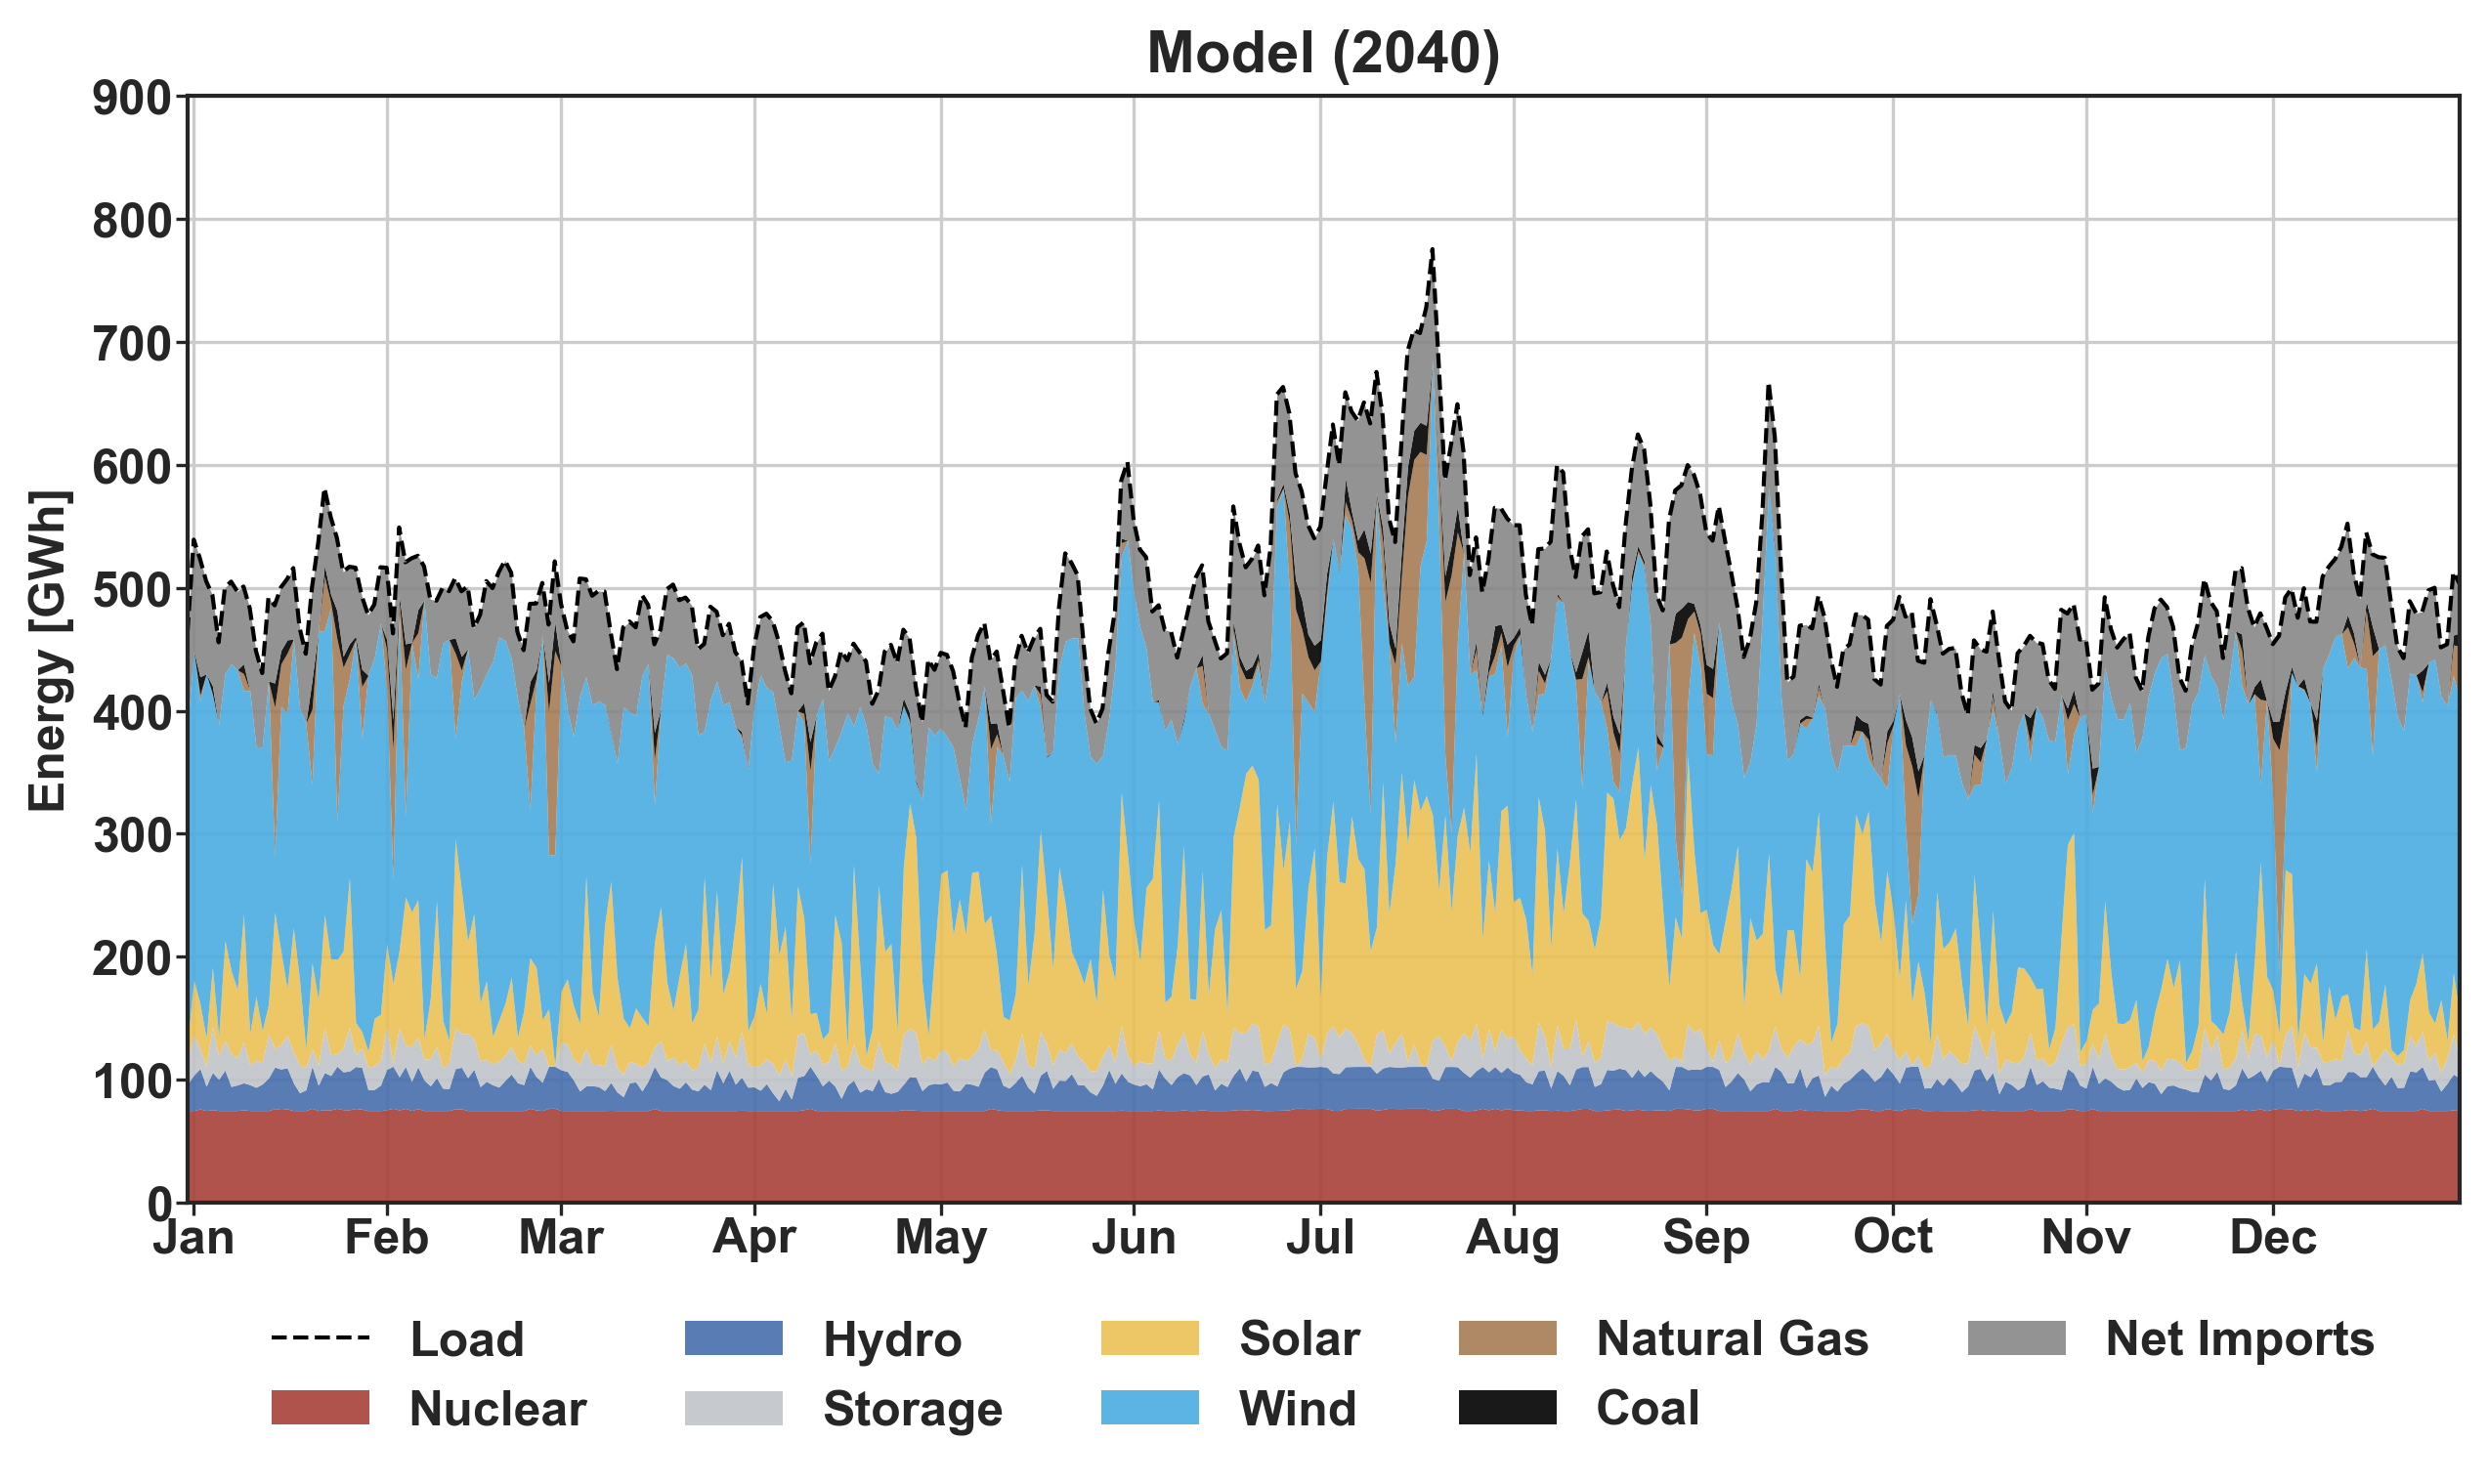 Model (2040)
Energy [GWh]
900
800
700
600
500
400
300
200
100
0
Jan Feb Mar Apr May Jun Jul Aug Sep Oct Nov Dec
Load Hydro Solar Natural Gas Net Imports
Nuclear Storage Wind Coal